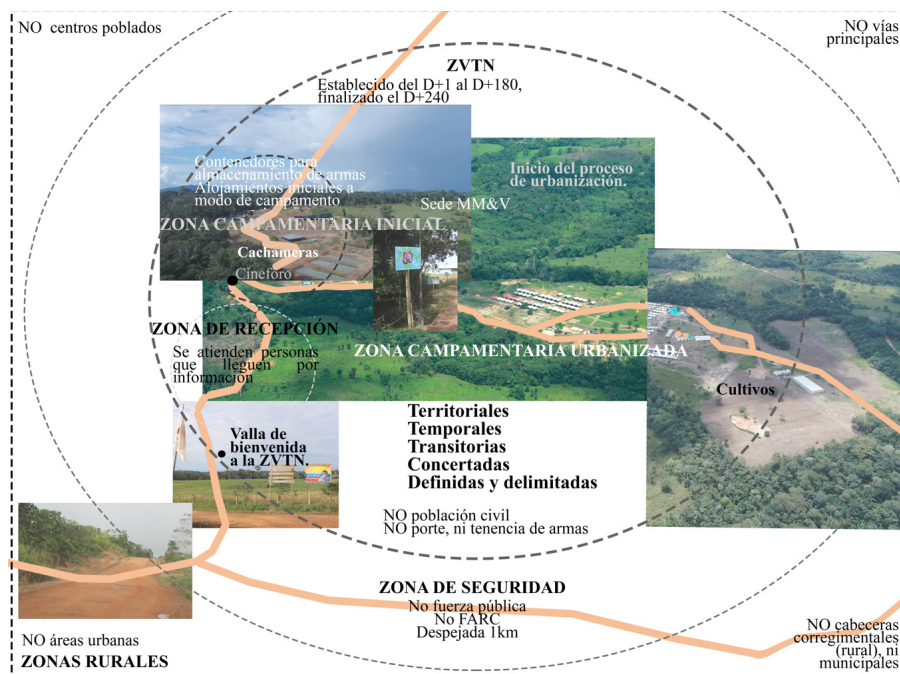 NO centros poblados
NO vías
principales
ZVTN
Establecido del D+1 al D+180,
finalizado el D+240
Contenedores para
almacenamiento de armas
Alojamientos iniciales a
modo de campamento
Inicio del proceso
de urbanización.
Sede MM&V
ZONA CAMPAMENTARIA INICIAL
Cachameras
Cineforo
ZONA DE RECEPCIÓN
Se atienden personas
que lleguen por
información
ZONA CAMPAMENTARIA URBANIZADA
Cultivos
Valla de
bienvenida
a la ZVTN.
Territoriales
Temporales
Transitorias
Concertadas
Definidas y delimitadas
NO población civil
NO porte, ni tenencia de armas
ZONA DE SEGURIDAD
No fuerza pública
No FARC
Despejada 1km
NO áreas urbanas
ZONAS RURALES
NO cabeceras
corregimentales
(rural), ni
municipales